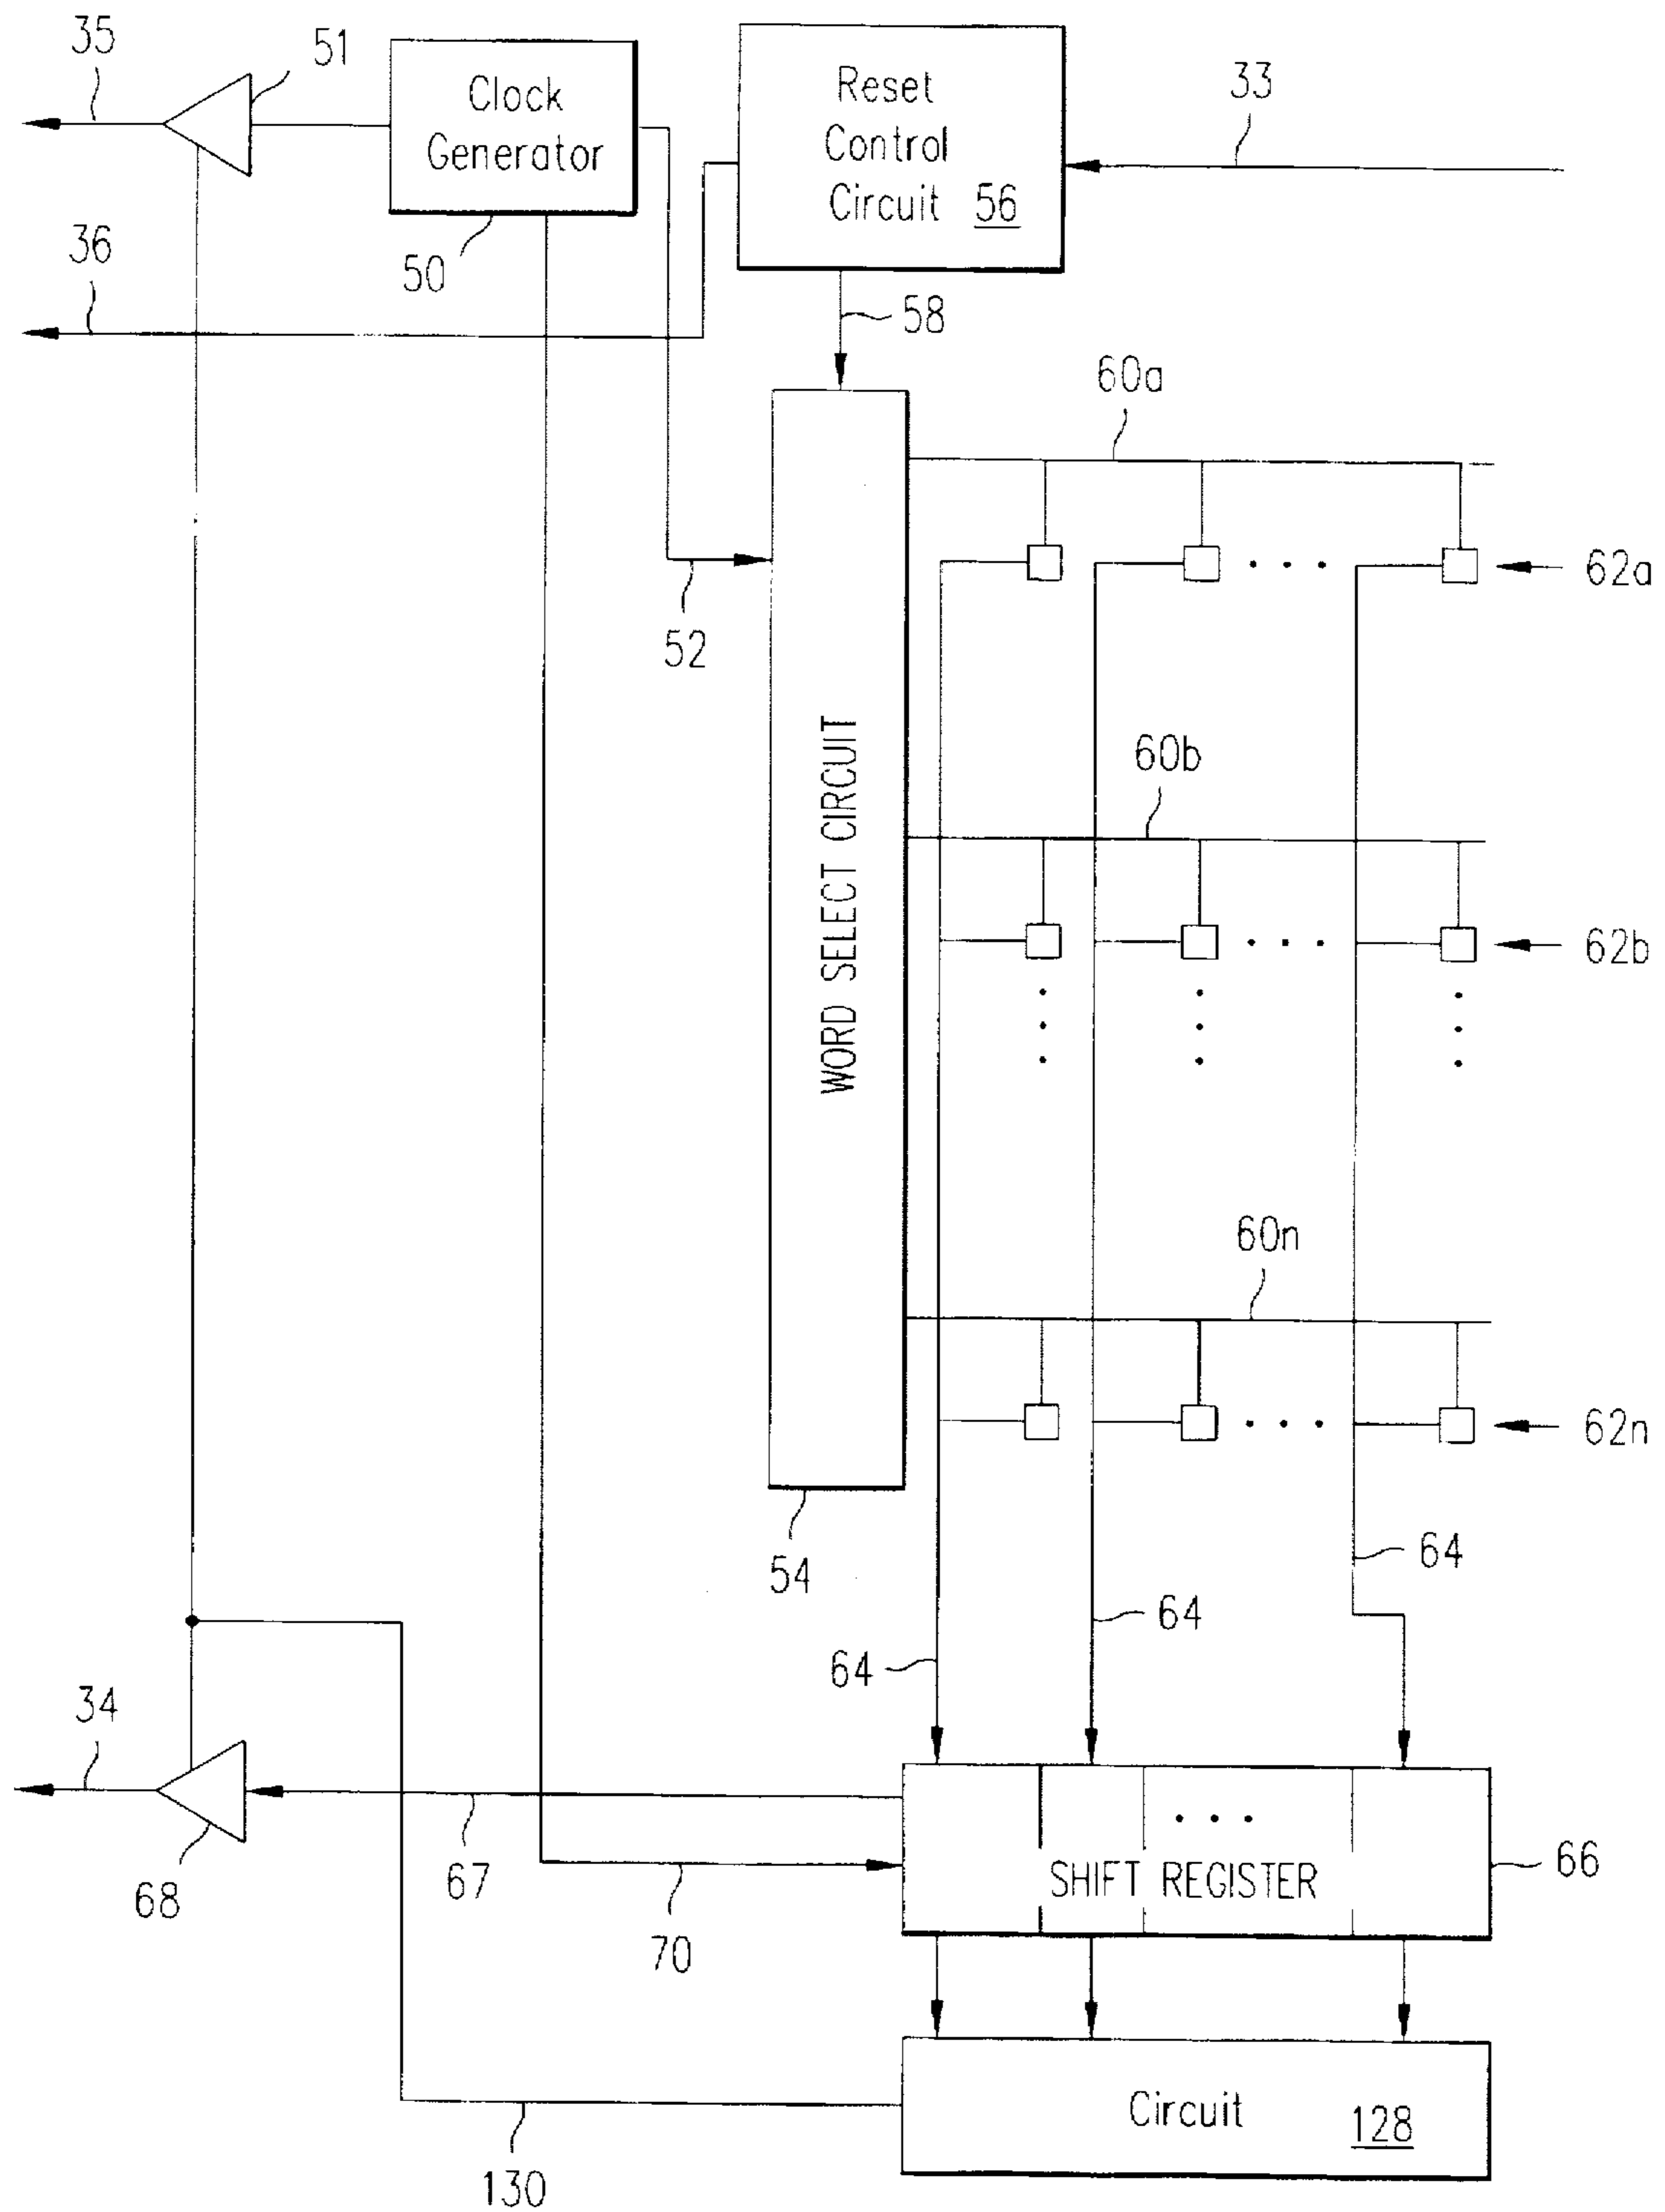 35
51
Clock
Generator
50
Reset
Control
Circuit 56
33
36
58
60a
62a
52
WORD SELECT CIRCUIT
60b
62b
60n
62n
54
64
64
64
34
68
67
70
SHIFT REGISTER
66
Circuit 128
130